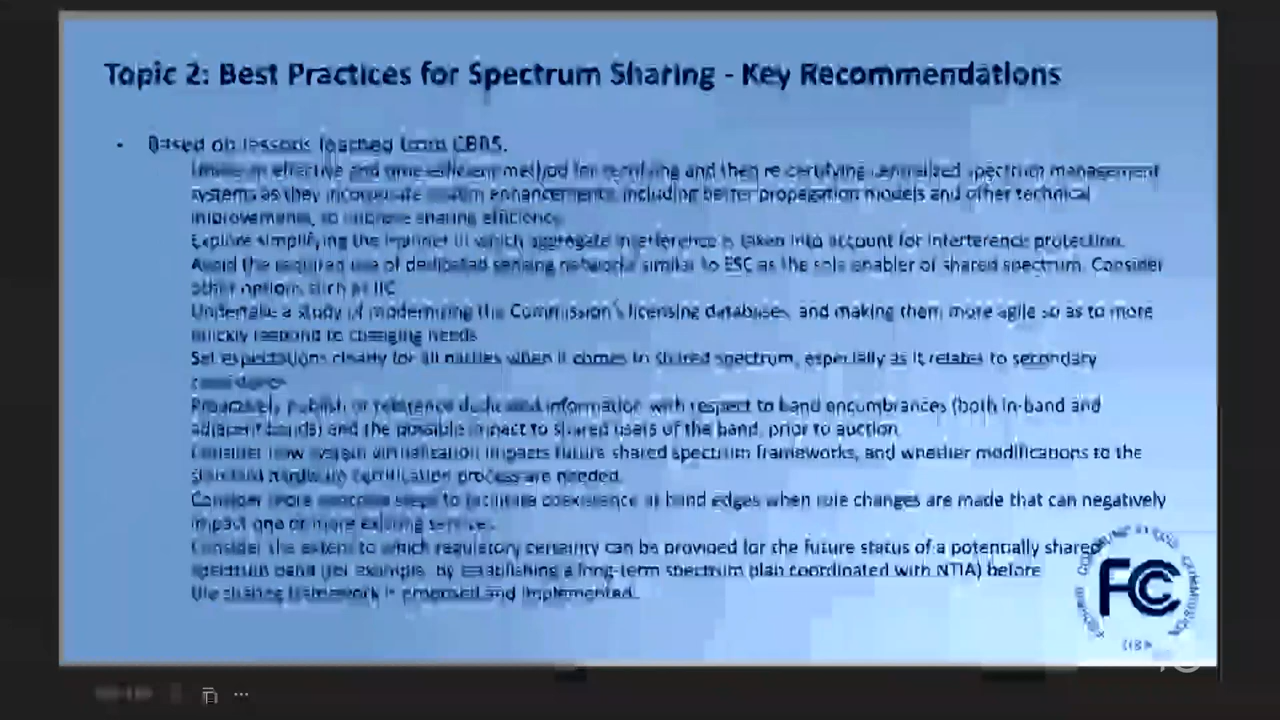 Topic 2: Best Practices for Spectrum Sharing - Key Recommendations
Based on lessons learned from CBRS.
effective and method for and then re certifying spectrum management
systems as they enhancements, including better propagation models and other technical
improvements, to sharing efficiency.
Explore simplifying the manner in which aggregate interference is taken into account for interference protection.
Avoid the required use of dedicated sensing networks similar to ESC as the sole enabler of shared spectrum. Consider
other options such as IIC
Undertake a study of modernizing the Commission's licensing databases, and making them more agile so as to more
quickly respond to changing needs
Set expectations clearly for all parties when it comes to shared spectrum, especially as it relates to secondary
publish or reference information with respect to band encumbrances (both in-band and
adjacent bands) and the possible impact to shared users of the band, prior to auction.
Consider how virtualization impacts future shared spectrum frameworks, and whether modifications to the
standard hardware certification process are needed.
Consider more steps to facilitate coexistence at band edges when rule changes are made that can negatively
impact one or more existing services.
Consider the extent to which regulatory certainty can be provided for the future status of a potentially shared
spectrum band (for example, by establishing a long-term spectrum plan coordinated with NTIA) before
the sharing framework is proposed and implemented.
FCC